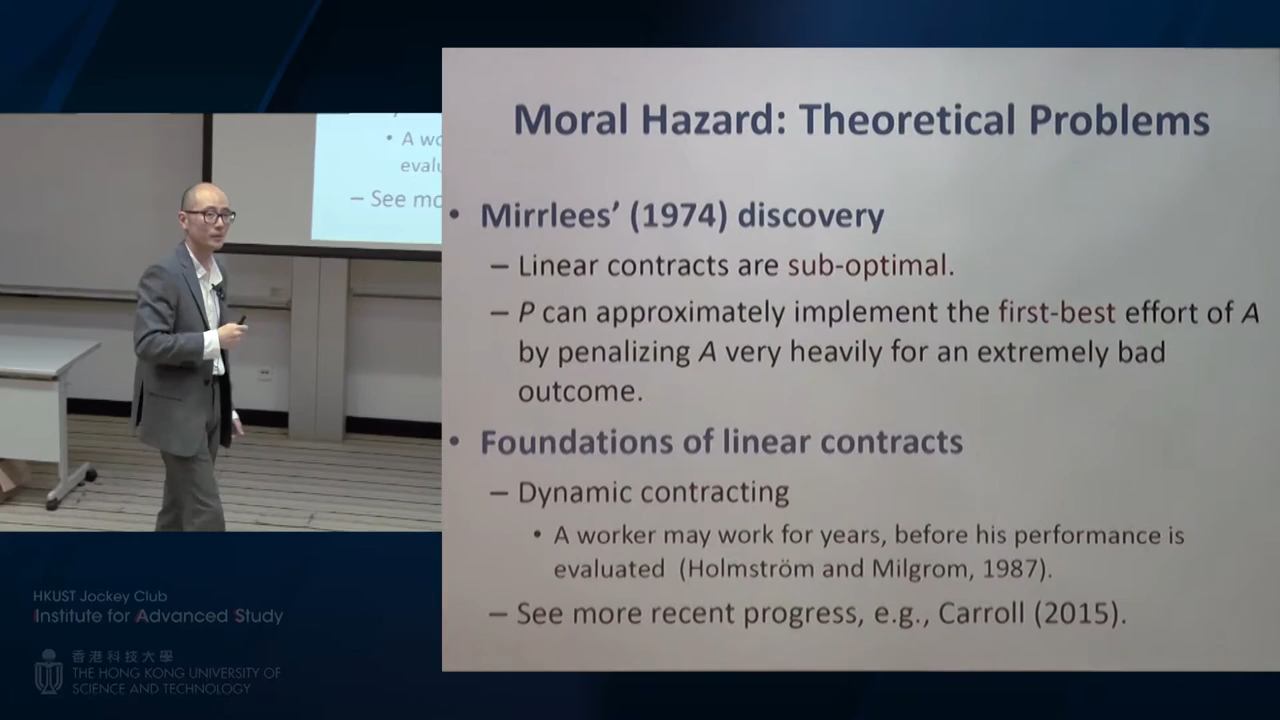 Moral Hazard: Theoretical Problems
• Mirrlees’ (1974) discovery
– Linear contracts are sub-optimal.
– P can approximately implement the first-best effort of A
by penalizing A very heavily for an extremely bad
outcome.
• Foundations of linear contracts
– Dynamic contracting
• A worker may work for years, before his performance is
evaluated (Holmström and Milgrom, 1987).
– See more recent progress, e.g., Carroll (2015).
• A wo
evalu
– See mo
HKUST Jockey Club
Institute for Advanced Study
香港科技大學
THE HONG KONG UNIVERSITY OF
SCIENCE AND TECHNOLOGY